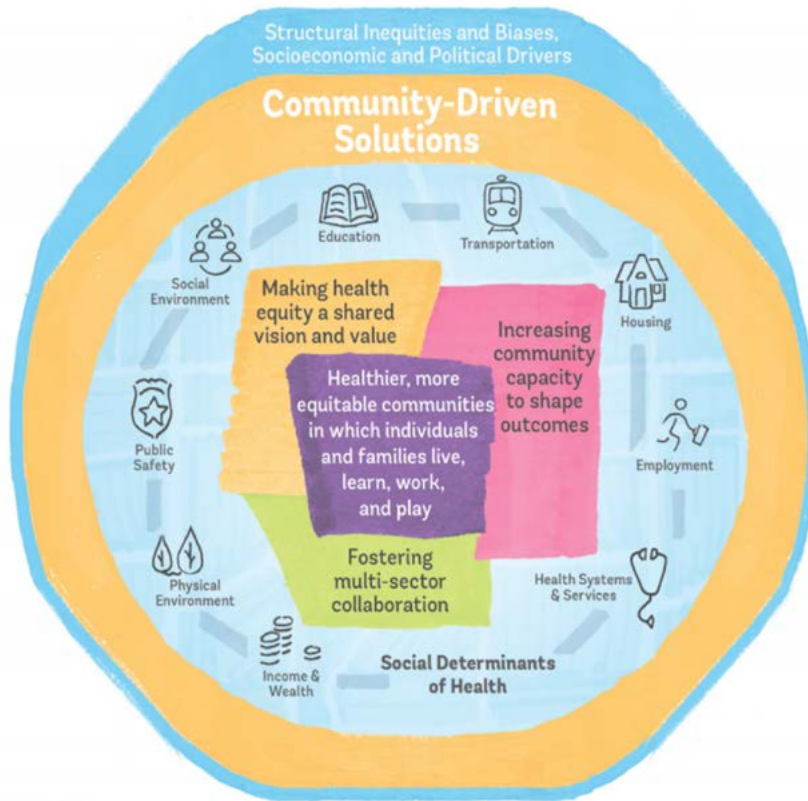 Structural Inequities and Biases,
Socioeconomic and Political Drivers
Community-Driven
Solutions
Education
Transportation
Social
Environment
Housing
Making health
equity a shared
vision and value
Increasing
community
capacity
to shape
outcomes
Healthier, more
equitable communities
in which individuals
and families live,
learn, work,
and play
Public
Safety
Employment
Fostering
multi-sector
collaboration
Physical
Environment
Health Systems
& Services
Income &
Wealth
Social Determinants
of Health